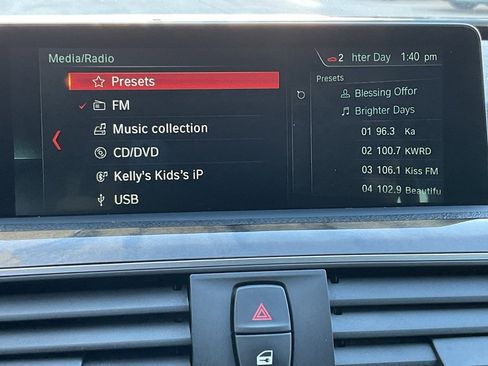 Media/Radio
2 hter Day 1:40 pm
Presets
FM
Music collection
CD/DVD
Kelly's Kids's iP
USB
Presets
Blessing Offor
Brighter Days
01 96.3 Ka
02 100.7 KWRD
03 106.1 Kiss FM
04 102.9 Beautifu